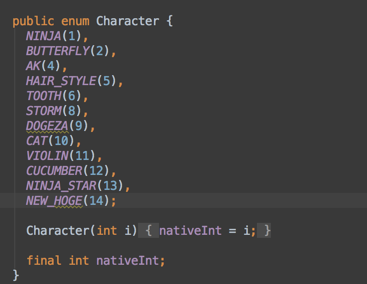 public enum Character {
NINJA(1),
BUTTERFLY(2),
AK(4),
HAIR_STYLE(5),
TOOTH(6),
STORM(8),
DOGEZA(9),
CAT(10),
VIOLIN(11),
CUCUMBER(12),
NINJA_STAR(13),
NEW_HOGE(14);
Character(int i) { nativeInt = i; }
final int nativeInt;
}